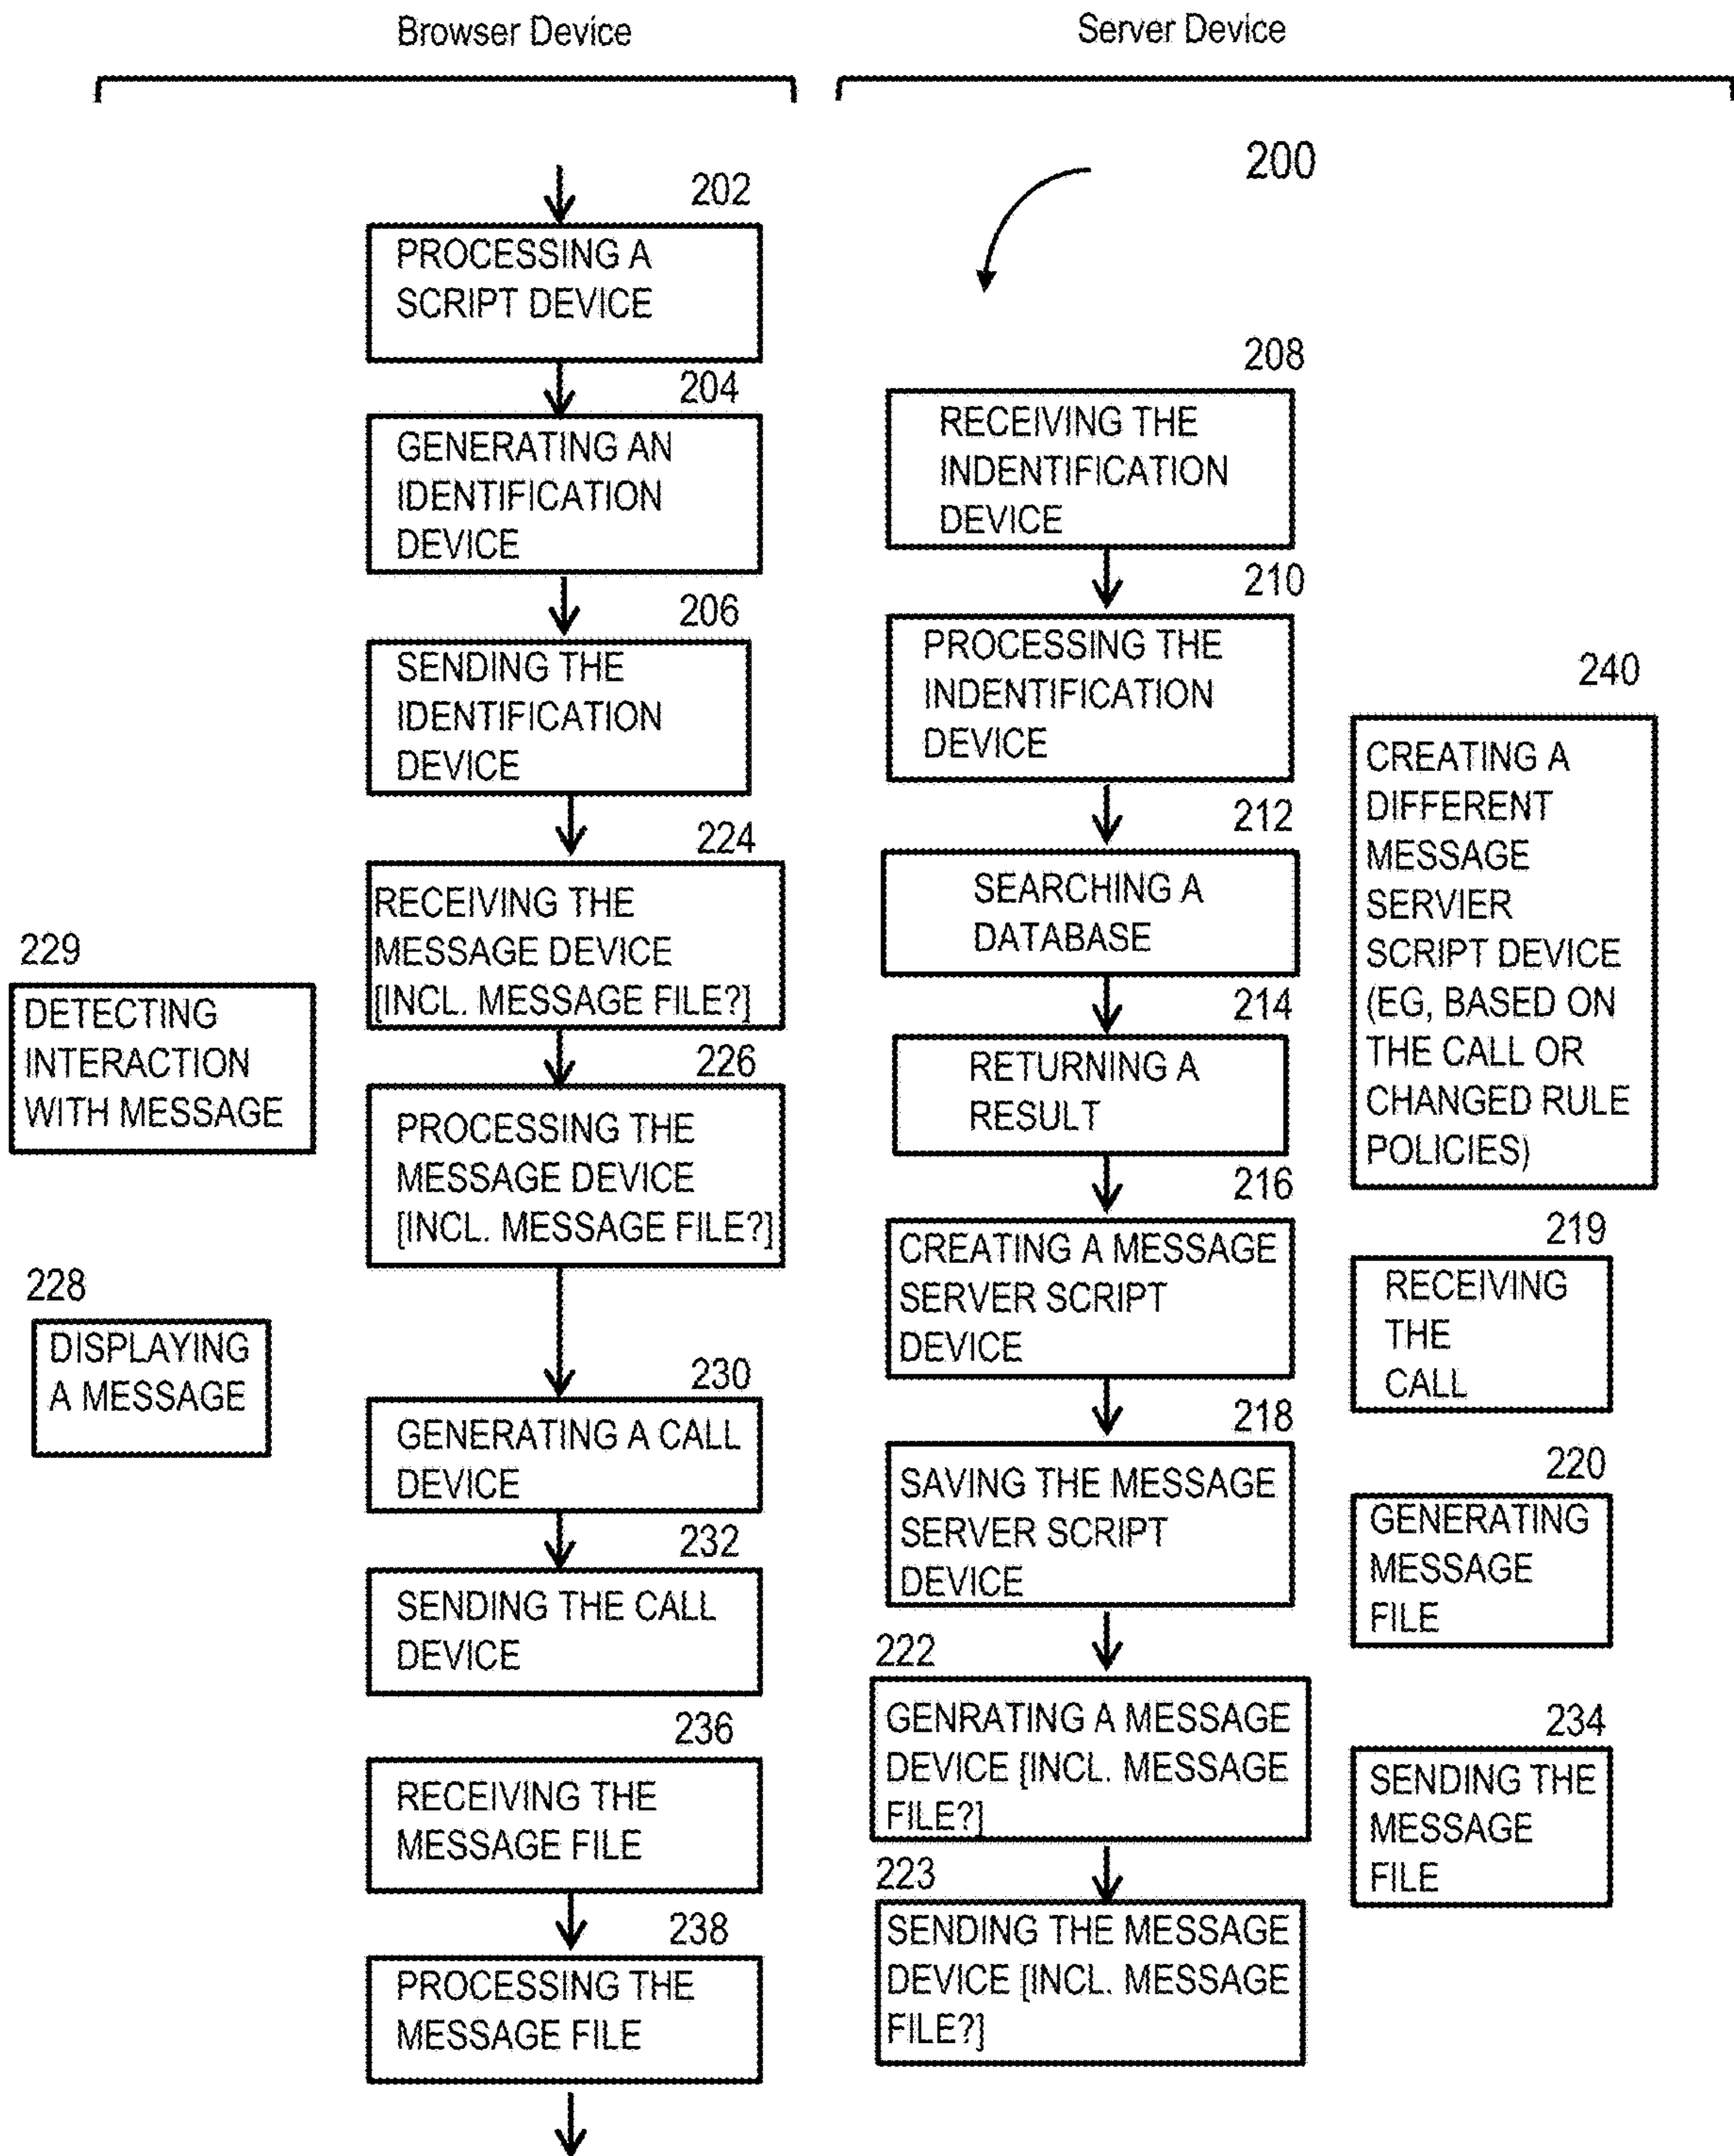 Browser Device
Server Device
200
202
PROCESSING A
SCRIPT DEVICE
204
GENERATING AN
IDENTIFICATION
DEVICE
206
SENDING THE
IDENTIFICATION
DEVICE
224
RECEIVING THE
MESSAGE DEVICE
[INCL. MESSAGE FILE?]
229
DETECTING
INTERACTION
WITH MESSAGE
226
PROCESSING THE
MESSAGE DEVICE
[INCL. MESSAGE FILE?]
228
DISPLAYING
A MESSAGE
230
GENERATING A CALL
DEVICE
232
SENDING THE CALL
DEVICE
236
RECEIVING THE
MESSAGE FILE
238
PROCESSING THE
MESSAGE FILE
208
RECEIVING THE
INDENTIFICATION
DEVICE
210
PROCESSING THE
INDENTIFICATION
DEVICE
212
SEARCHING A
DATABASE
214
RETURNING A
RESULT
216
CREATING A MESSAGE
SERVER SCRIPT
DEVICE
218
SAVING THE MESSAGE
SERVER SCRIPT
DEVICE
222
GENRATING A MESSAGE
DEVICE [INCL. MESSAGE
FILE?]
223
SENDING THE MESSAGE
DEVICE [INCL. MESSAGE
FILE?]
240
CREATING A
DIFFERENT
MESSAGE
SERVIER
SCRIPT DEVICE
(EG, BASED ON
THE CALL OR
CHANGED RULE
POLICIES)
219
RECEIVING
THE
CALL
220
GENERATING
MESSAGE
FILE
234
SENDING THE
MESSAGE
FILE